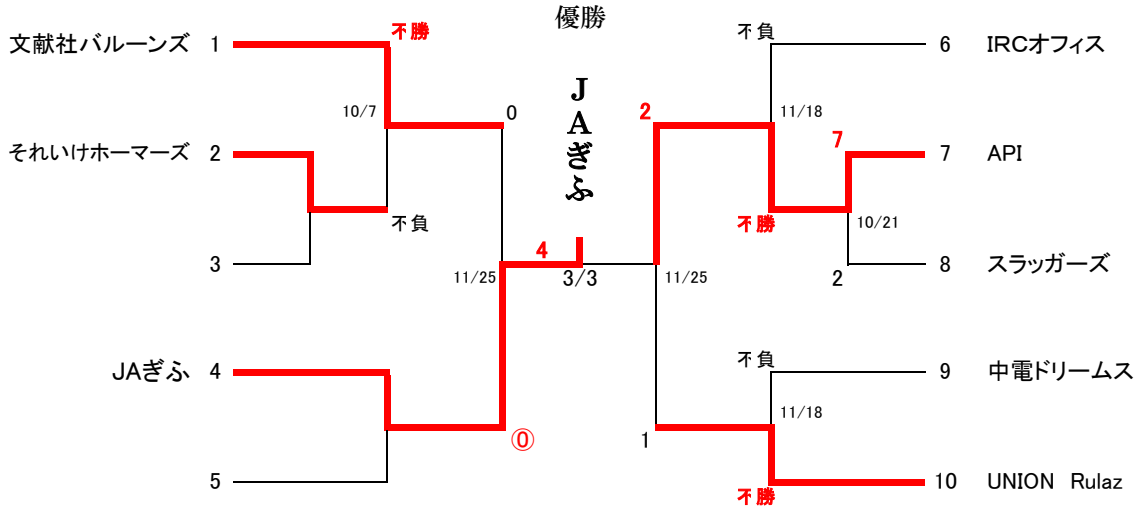 優勝
JAぎふ
文献社バルーンズ 1
不勝
10/7
0
それいけホーマーズ 2
不負
3
11/25
4
3/3
JAぎふ 4
⓪
5
不負
6 IRCオフィス
11/18
2
7
7 API
不勝
10/21
2
8 スラッガーズ
11/25
不負
9 中電ドリームス
11/18
1
不勝
10 UNION Rulaz